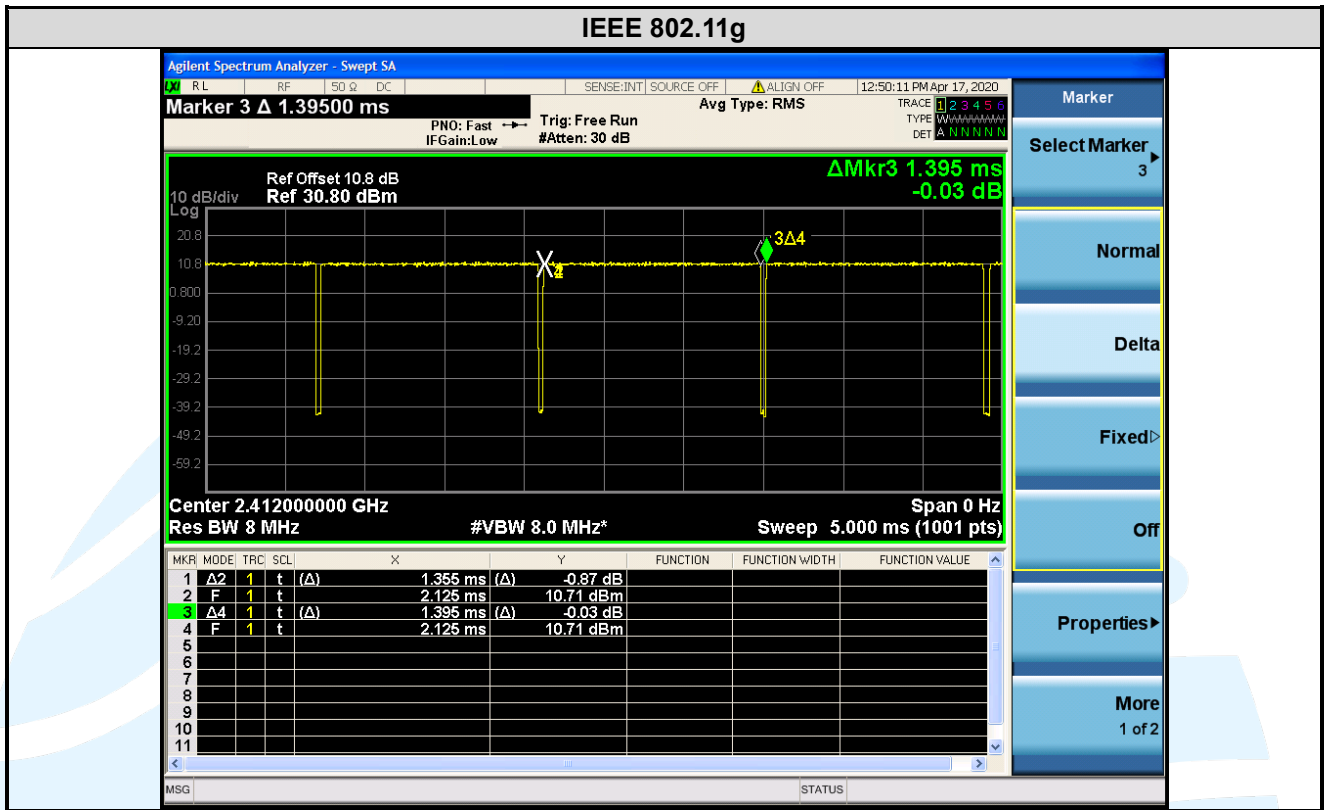 IEEE 802.11g
Agilent Spectrum Analyzer - Swept SA
LXI RL RF 50 Ω DC SENSE:INT SOURCE OFF ALIGN OFF 12:50:11 PM Apr 17, 2020
Marker 3 Δ 1.39500 ms
Avg Type: RMS
TRACE 1 2 3 4 5 6
TYPE WWWWWW
DET A N N N N N
PNO: Fast
IFGain:Low
Trig: Free Run
#Atten: 30 dB
ΔMkr3 1.395 ms
-0.03 dB
Ref Offset 10.8 dB
Ref 30.80 dBm
10 dB/div
Log
20.8
10.8
0.800
-9.20
-19.2
-29.2
-39.2
-49.2
-59.2
3Δ4
Center 2.412000000 GHz Span 0 Hz
Res BW 8 MHz #VBW 8.0 MHz* Sweep 5.000 ms (1001 pts)
MKR MODE TRC SCL X Y FUNCTION FUNCTION WIDTH FUNCTION VALUE
1 Δ2 1 t (Δ) 1.355 ms (Δ) -0.87 dB
2 F 1 t 2.125 ms 10.71 dBm
3 Δ4 1 t (Δ) 1.395 ms (Δ) -0.03 dB
4 F 1 t 2.125 ms 10.71 dBm
5
6
7
8
9
10
11
MSG STATUS
Marker
Select Marker
3
Normal
Delta
Fixed
Off
Properties
More
1 of 2